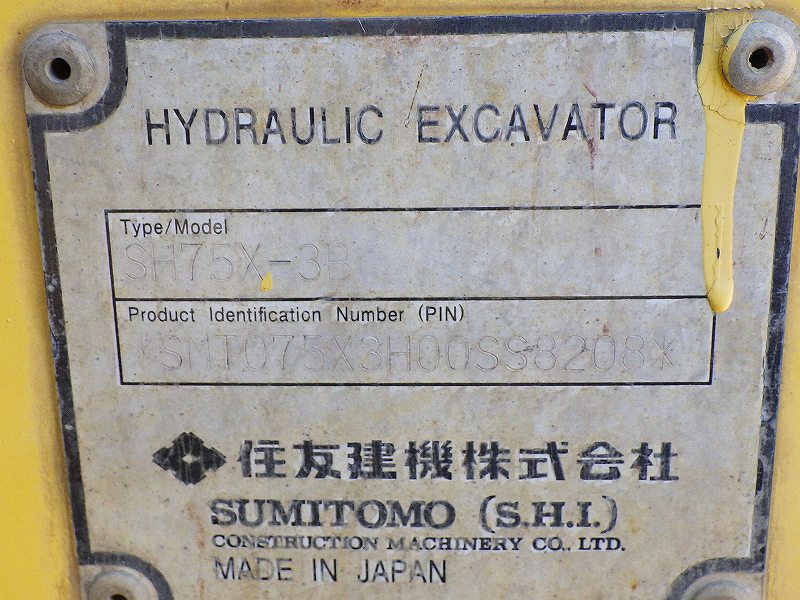 HYDRAULIC EXCAVATOR
Type/Model
SH75X-3B
Product Identification Number (PIN)
*SMT075X3H00SS8208*
住友建機株式会社
SUMITOMO (S.H.I.)
CONSTRUCTION MACHINERY CO., LTD.
MADE IN JAPAN